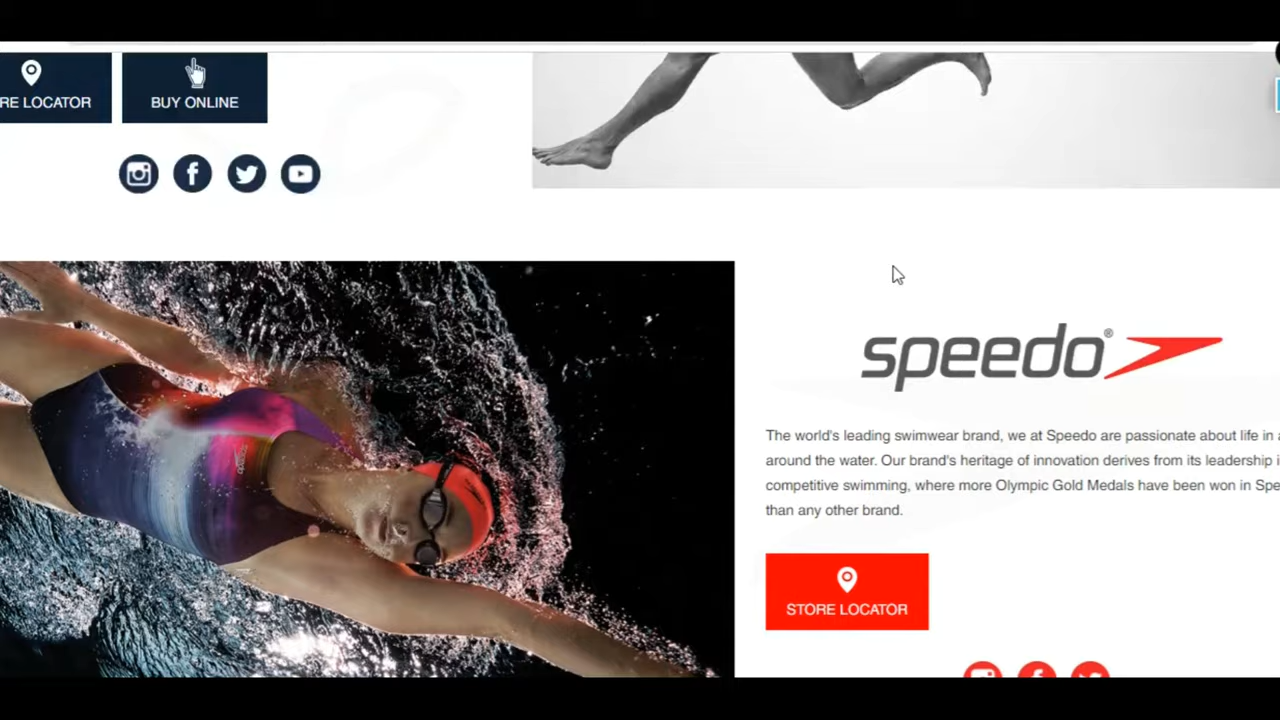 RE LOCATOR
BUY ONLINE
speedo®
The world's leading swimwear brand, we at Speedo are passionate about life in a
around the water. Our brand's heritage of innovation derives from its leadership i
competitive swimming, where more Olympic Gold Medals have been won in Spe
than any other brand.
STORE LOCATOR